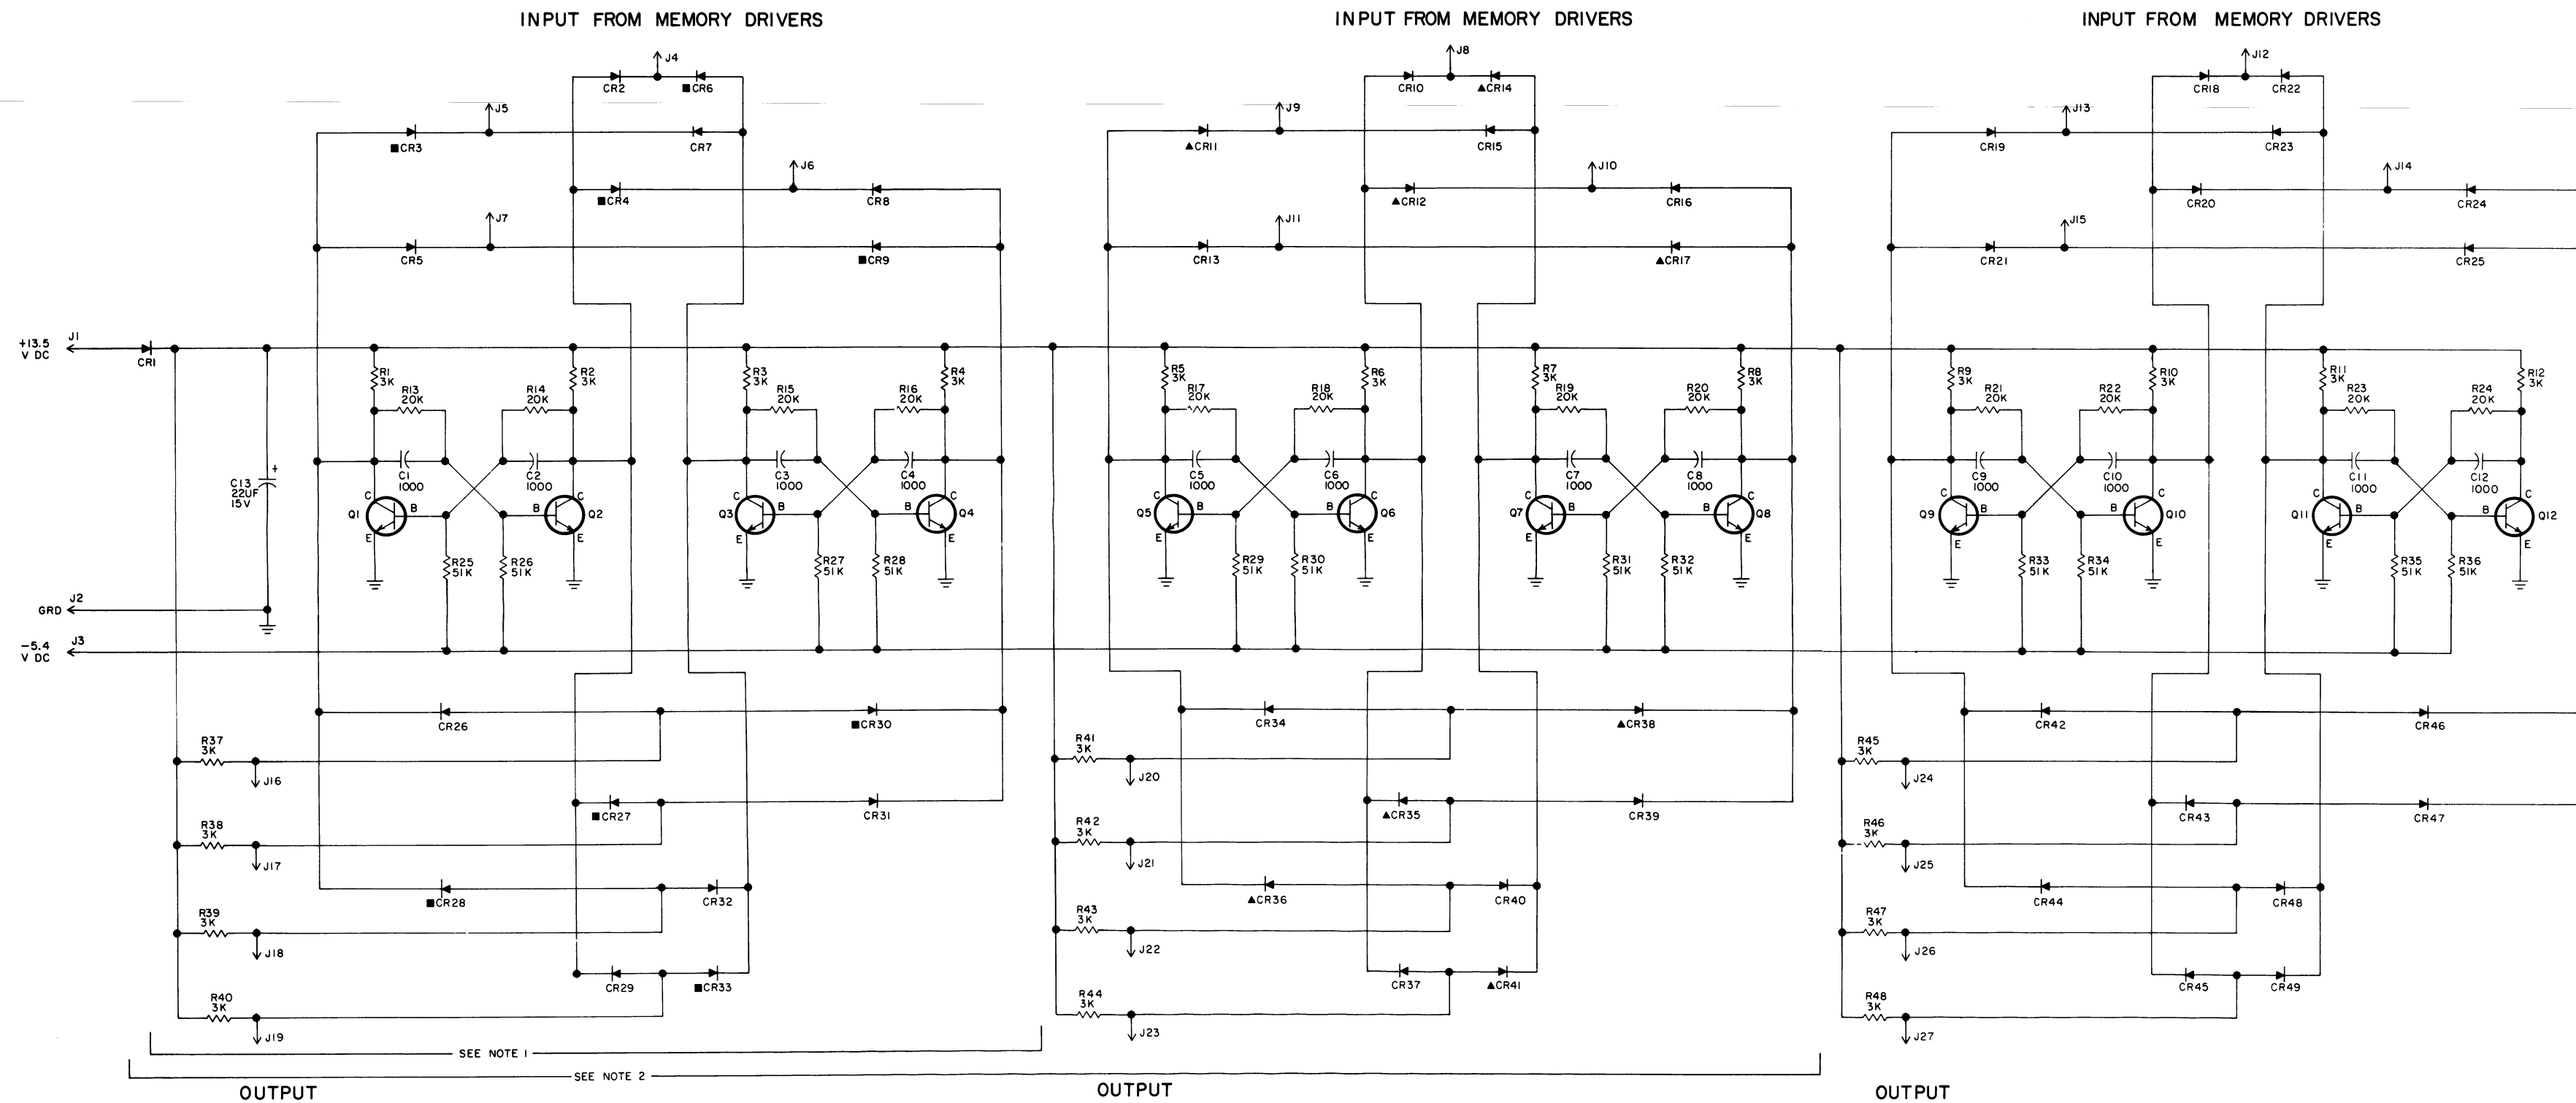 INPUT FROM MEMORY DRIVERS INPUT FROM MEMORY DRIVERS INPUT FROM MEMORY DRIVERS
J4 J8 J12
CR2 ■CR6 CR10 ▲CR14 CR18 CR22
J5 J9 J13
■CR3 CR7 ▲CR11 CR15 CR19 CR23
J6 J10 J14
■CR4 CR8 ▲CR12 CR16 CR20 CR24
J7 J11 J15
CR5 ■CR9 CR13 ▲CR17 CR21 CR25
+13.5 V DC J1
CR1
R1 3K R2 3K R3 3K R4 3K R5 3K R6 3K R7 3K R8 3K R9 3K R10 3K R11 3K R12 3K
R13 20K R14 20K R15 20K R16 20K R17 20K R18 20K R19 20K R20 20K R21 20K R22 20K R23 20K R24 20K
C13 22UF 15V +
C1 1000 C2 1000 C3 1000 C4 1000 C5 1000 C6 1000 C7 1000 C8 1000 C9 1000 C10 1000 C11 1000 C12 1000
C C C C C C C C C C C C
Q1 B B Q2 Q3 B B Q4 Q5 B B Q6 Q7 B B Q8 Q9 B B Q10 Q11 B B Q12
E E E E E E E E E E E E
R25 51K R26 51K R27 51K R28 51K R29 51K R30 51K R31 51K R32 51K R33 51K R34 51K R35 51K R36 51K
GRD J2
-5.4 V DC J3
CR26 ■CR30 CR34 ▲CR38 CR42 CR46
R37 3K R41 3K R45 3K
J16 J20 J24
■CR27 CR31 ▲CR35 CR39 CR43 CR47
R38 3K R42 3K R46 3K
J17 J21 J25
■CR28 CR32 ▲CR36 CR40 CR44 CR48
R39 3K R43 3K R47 3K
J18 J22 J26
CR29 ■CR33 CR37 ▲CR41 CR45 CR49
R40 3K R44 3K R48 3K
J19 J23 J27
SEE NOTE 1
SEE NOTE 2
OUTPUT OUTPUT OUTPUT